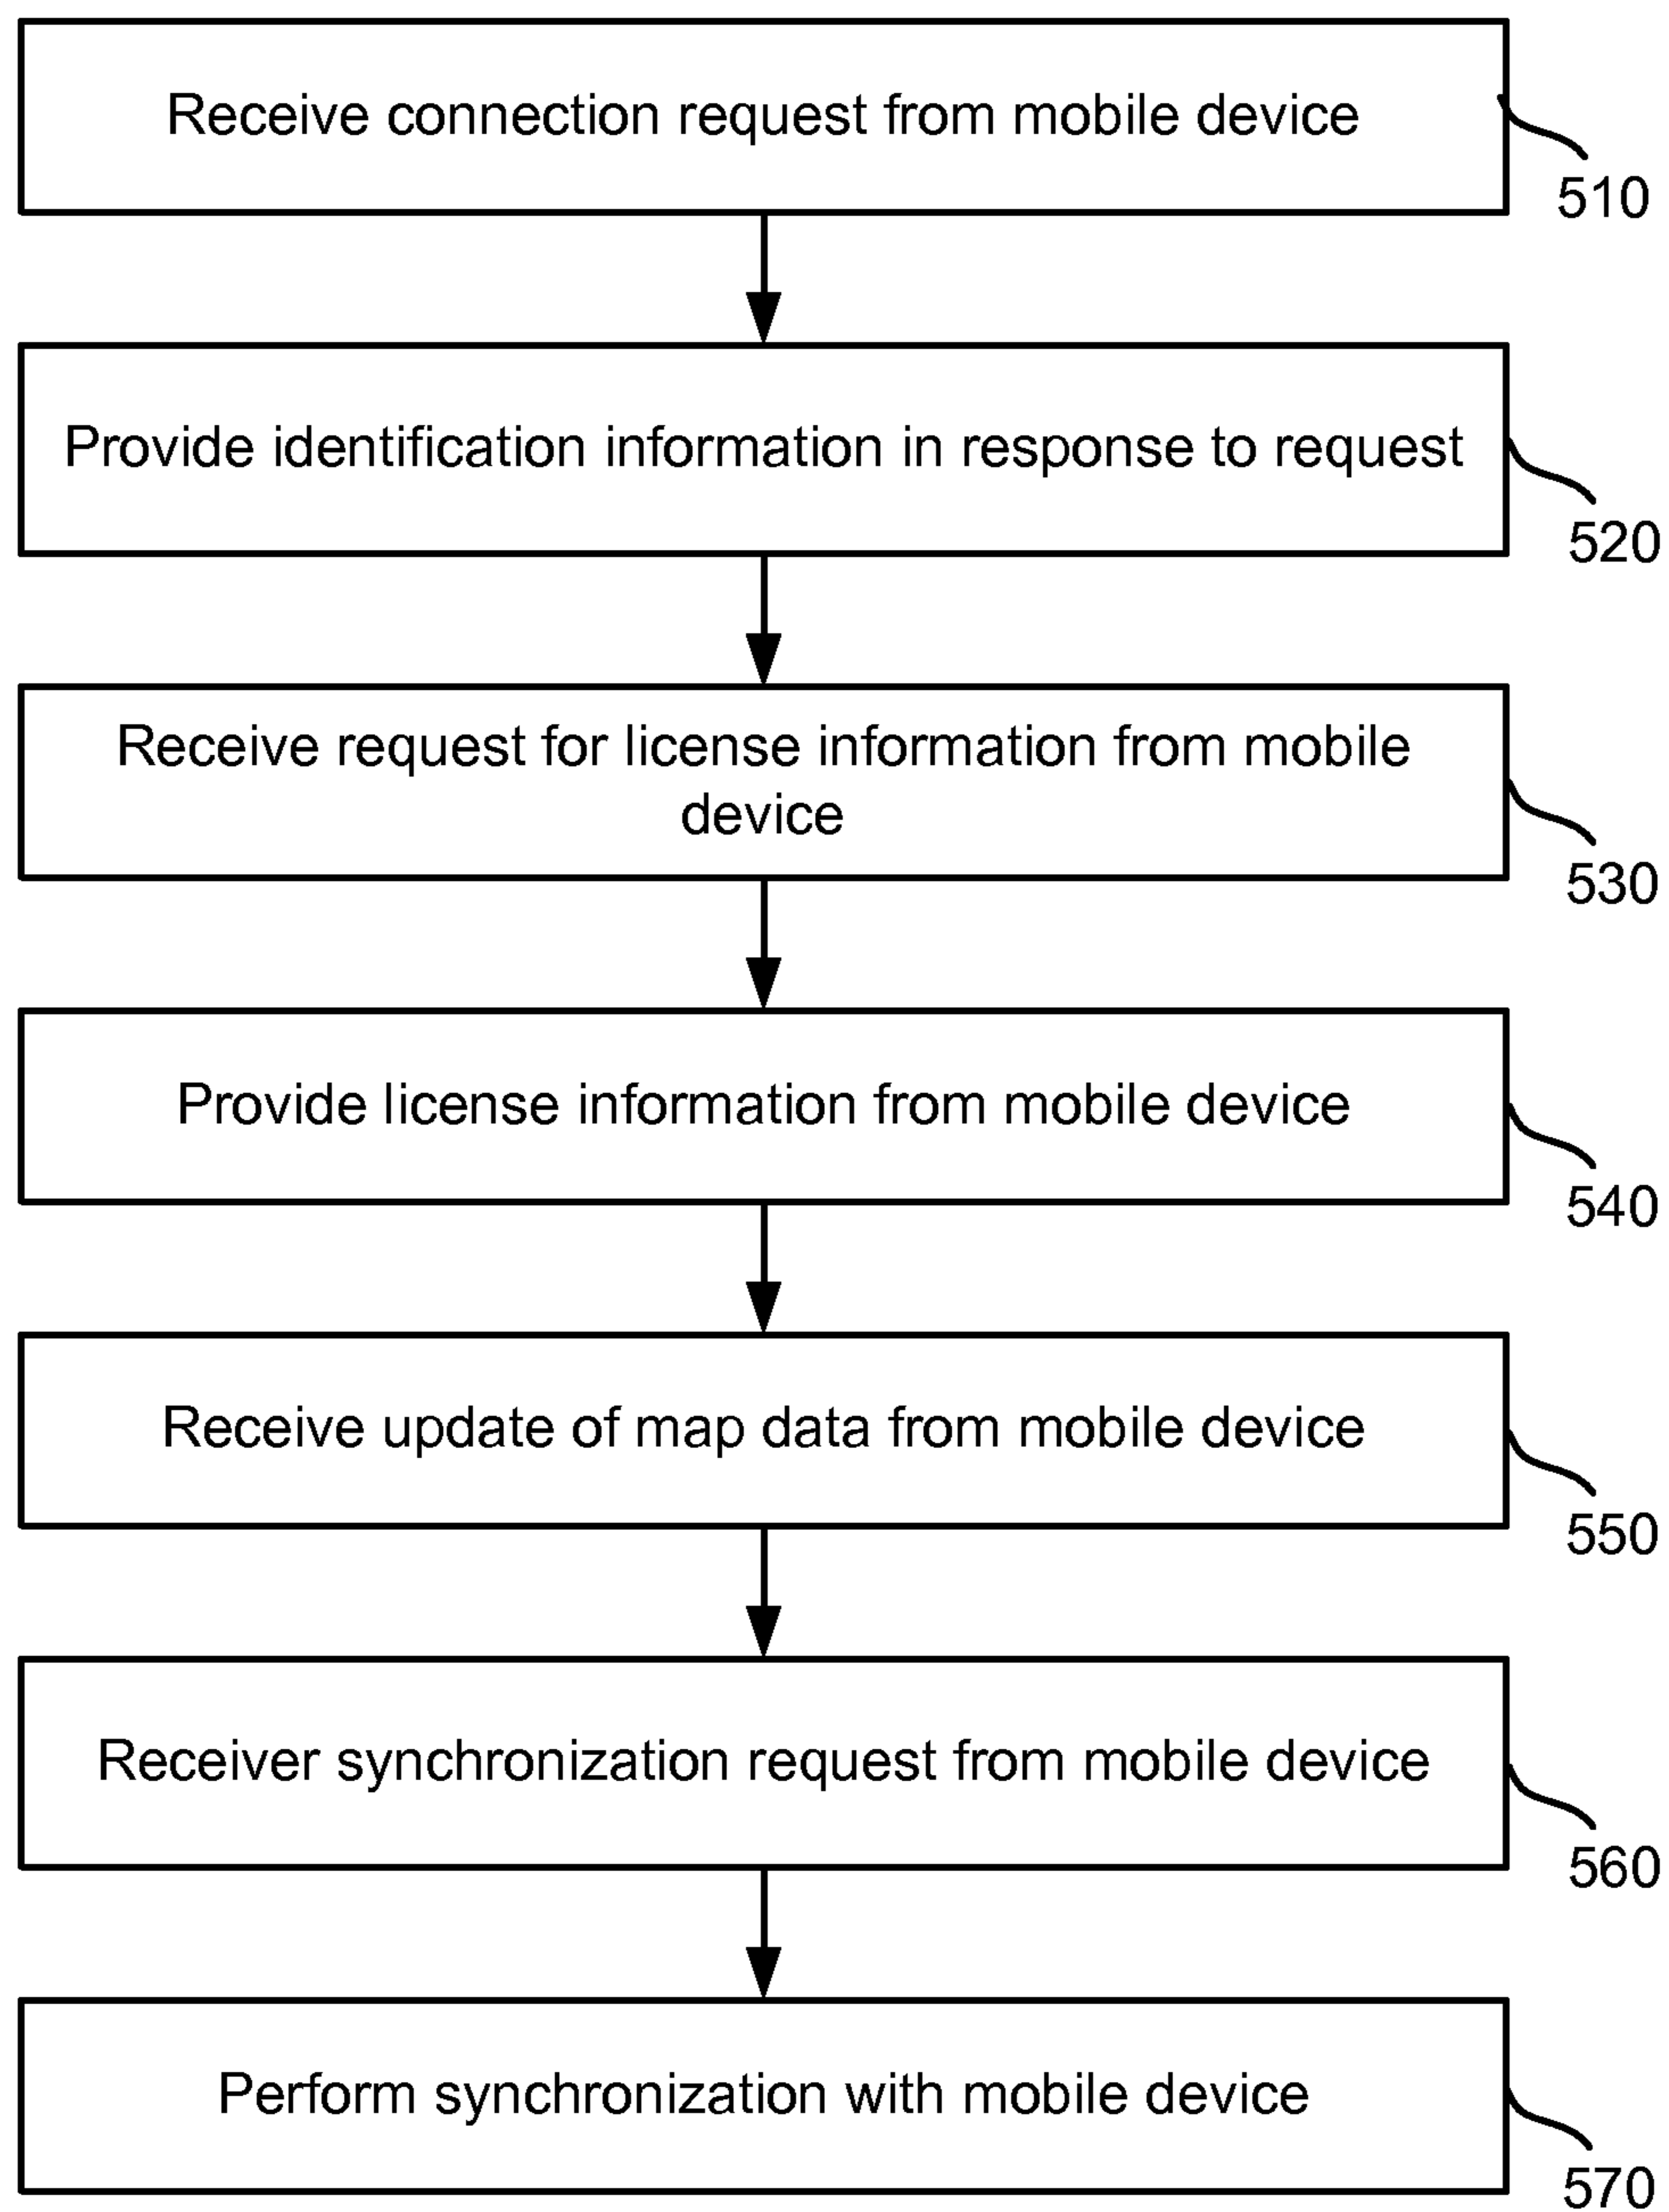 Receive connection request from mobile device
510
Provide identification information in response to request
520
Receive request for license information from mobile
device
530
Provide license information from mobile device
540
Receive update of map data from mobile device
550
Receiver synchronization request from mobile device
560
Perform synchronization with mobile device
570